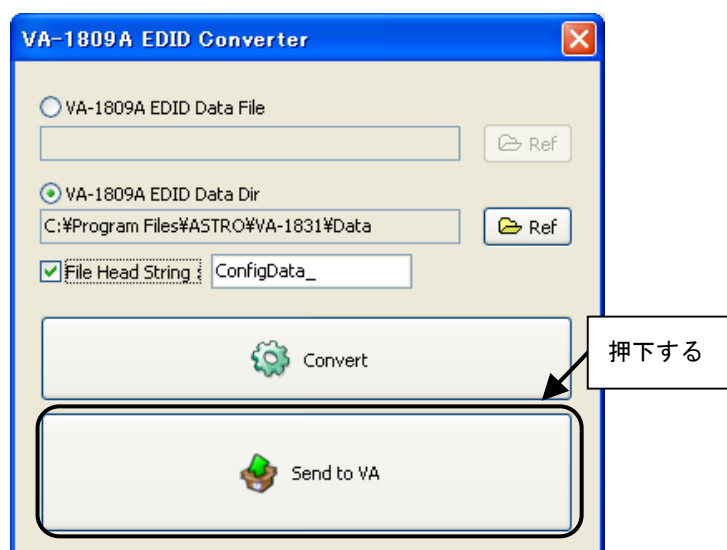 VA-1809A EDID Converter
VA-1809A EDID Data File
Ref
VA-1809A EDID Data Dir
C:¥Program Files¥ASTRO¥VA-1831¥Data
Ref
File Head String :
ConfigData_
Convert
押下する
Send to VA